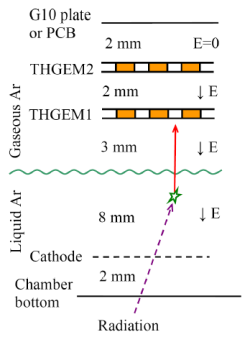 G10 plate
or PCB
2 mm E=0
THGEM2
2 mm ↓ E
THGEM1
3 mm ↓ E
Gaseous Ar
8 mm ↓ E
Liquid Ar
Cathode
2 mm
Chamber
bottom
Radiation